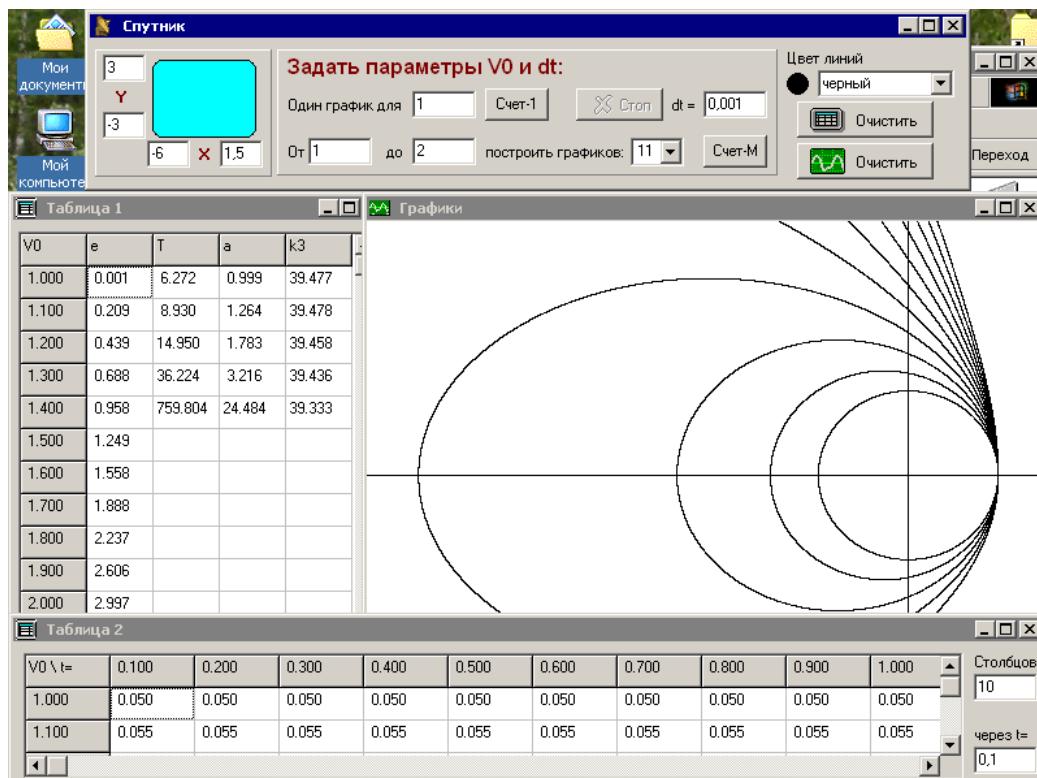 Мои
документы
Мой
компьюте
Спутник
3
Y
-3
-6 X 1,5
Задать параметры V0 и dt:
Один график для 1 Счет-1 Стоп dt = 0,001
От 1 до 2 построить графиков: 11 Счет-М
Цвет линий
черный
Очистить
Очистить
Переход
Таблица 1
V0 e T a k3
1.000 0.001 6.272 0.999 39.477
1.100 0.209 8.930 1.264 39.478
1.200 0.439 14.950 1.783 39.458
1.300 0.688 36.224 3.216 39.436
1.400 0.958 759.804 24.484 39.333
1.500 1.249
1.600 1.558
1.700 1.888
1.800 2.237
1.900 2.606
2.000 2.997
Графики
Таблица 2
V0 \ t= 0.100 0.200 0.300 0.400 0.500 0.600 0.700 0.800 0.900 1.000
1.000 0.050 0.050 0.050 0.050 0.050 0.050 0.050 0.050 0.050 0.050
1.100 0.055 0.055 0.055 0.055 0.055 0.055 0.055 0.055 0.055 0.055
Столбцов
10
через t=
0,1